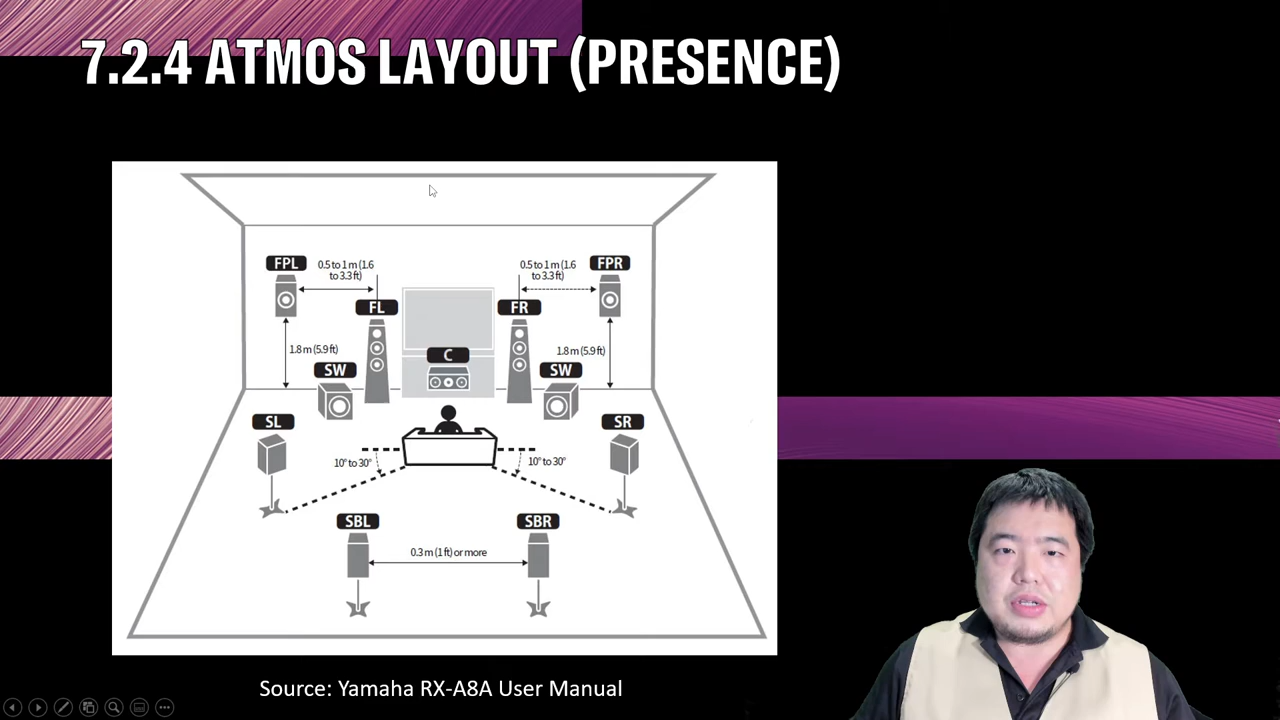 7.2.4 ATMOS LAYOUT (PRESENCE)
FPL
0.5 to 1 m (1.6
to 3.3 ft)
0.5 to 1 m (1.6
to 3.3 ft)
FPR
FL
FR
1.8 m (5.9 ft)
1.8 m (5.9 ft)
C
SW
SW
SL
SR
10° to 30°
10° to 30°
SBL
SBR
0.3 m (1 ft) or more
Source: Yamaha RX-A8A User Manual